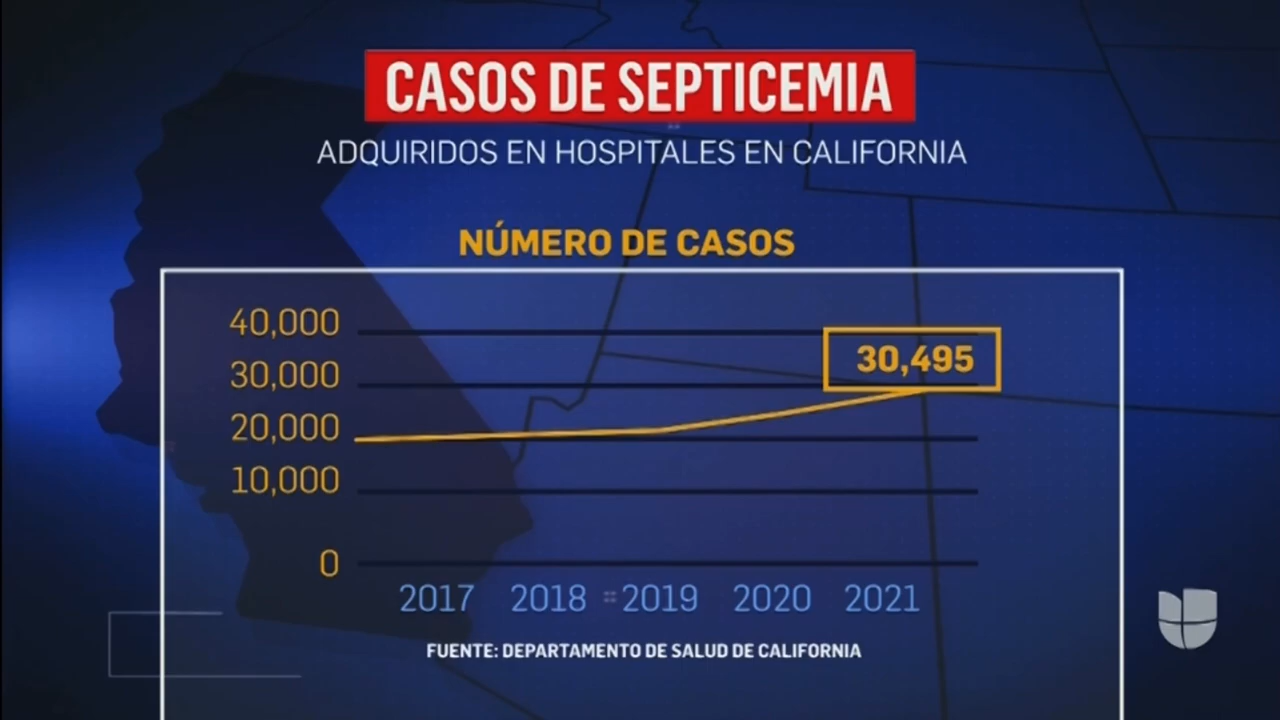 CASOS DE SEPTICEMIA
ADQUIRIDOS EN HOSPITALES EN CALIFORNIA
NÚMERO DE CASOS
40,000
30,495
30,000
20,000
10,000
0
2017 2018 2019 2020 2021
FUENTE: DEPARTAMENTO DE SALUD DE CALIFORNIA